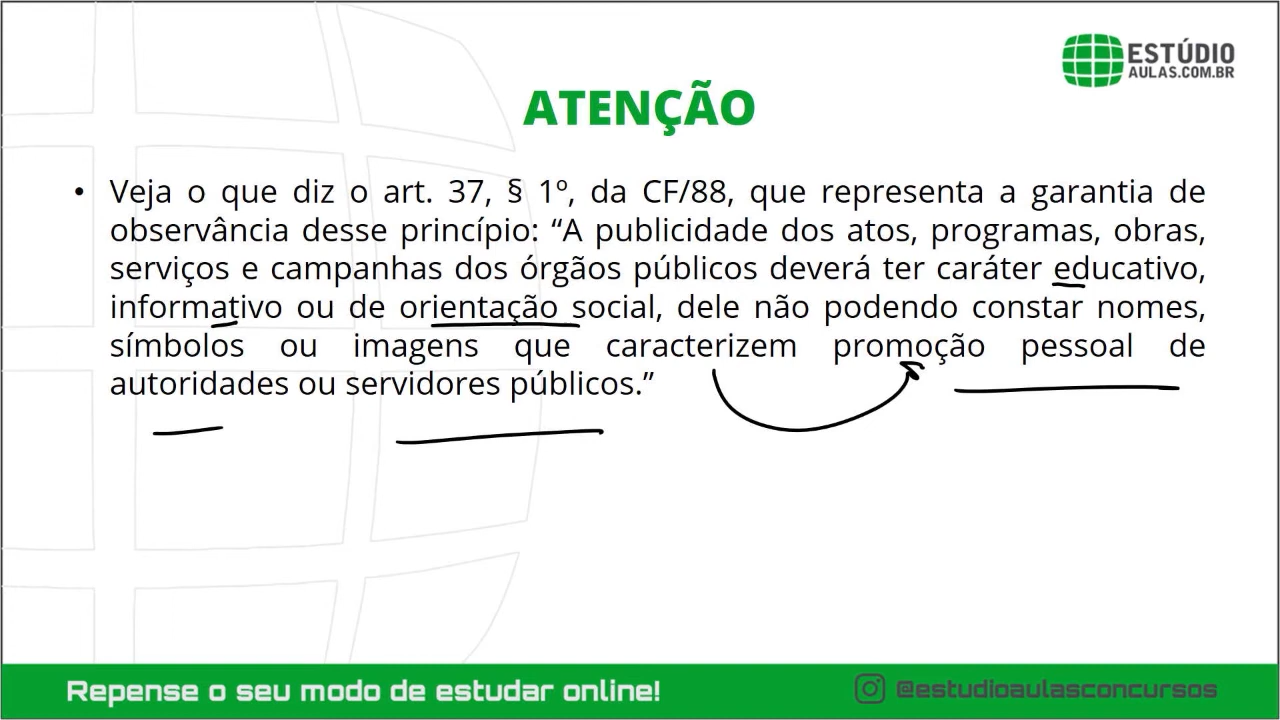 ESTÚDIO
AULAS.COM.BR
ATENÇÃO
• Veja o que diz o art. 37, § 1º, da CF/88, que representa a garantia de
observância desse princípio: “A publicidade dos atos, programas, obras,
serviços e campanhas dos órgãos públicos deverá ter caráter educativo,
informativo ou de orientação social, dele não podendo constar nomes,
símbolos ou imagens que caracterizem promoção pessoal de
autoridades ou servidores públicos.”
Repense o seu modo de estudar online!
@estudioaulasconcursos